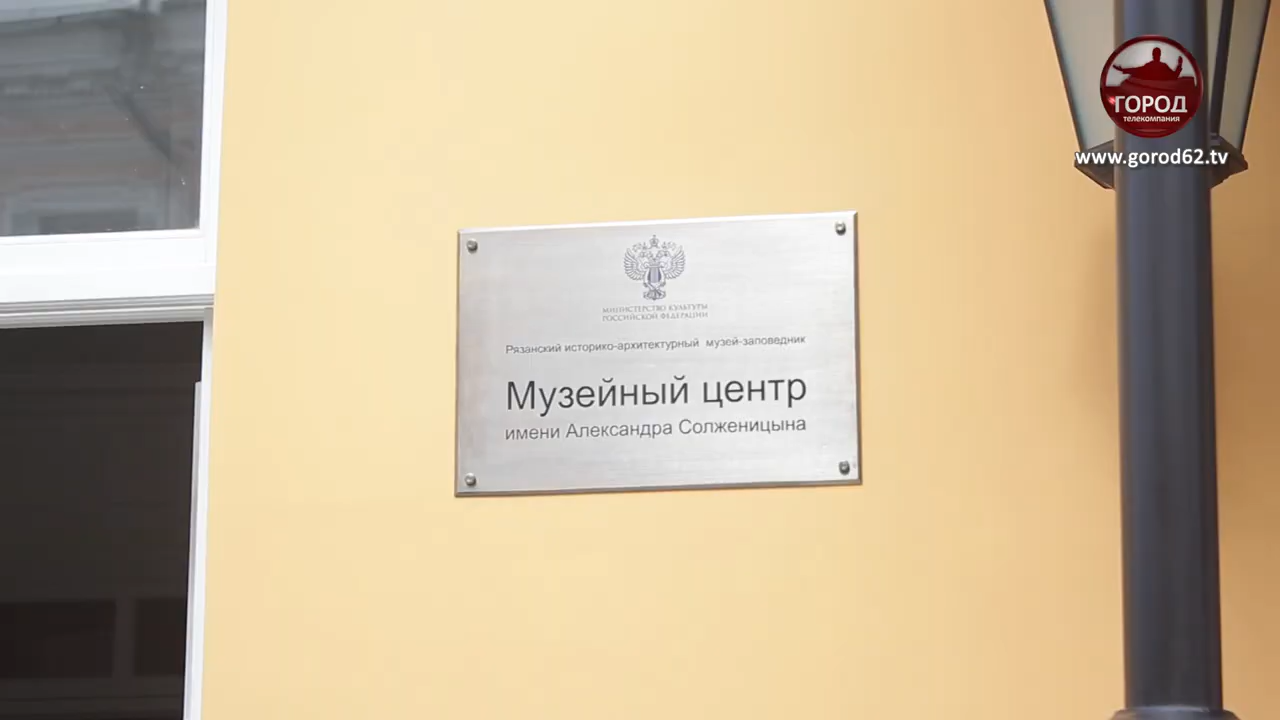 ГОРОД
телекомпания
www.gorod62.tv
МИНИСТЕРСТВО КУЛЬТУРЫ
РОССИЙСКОЙ ФЕДЕРАЦИИ
Рязанский историко-архитектурный музей-заповедник
Музейный центр
имени Александра Солженицына